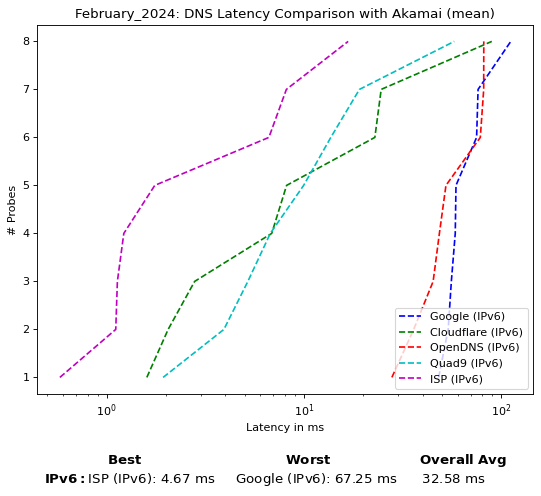 February_2024: DNS Latency Comparison with Akamai (mean)
# Probes
8
7
6
5
4
3
2
1
Google (IPv6)
Cloudflare (IPv6)
OpenDNS (IPv6)
Quad9 (IPv6)
ISP (IPv6)
10⁰ 10¹ 10²
Latency in ms
Best Worst Overall Avg
IPv6: ISP (IPv6): 4.67 ms Google (IPv6): 67.25 ms 32.58 ms